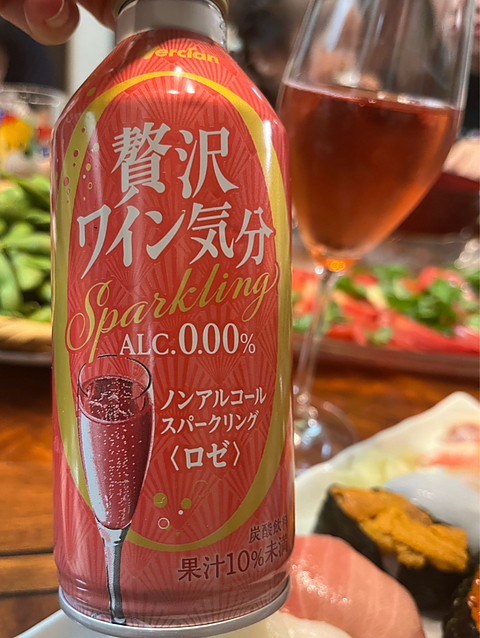 贅沢
ワイン気分
Sparkling
ALC.0.00%
ノンアルコール
スパークリング
〈ロゼ〉
炭酸飲料
果汁10%未満